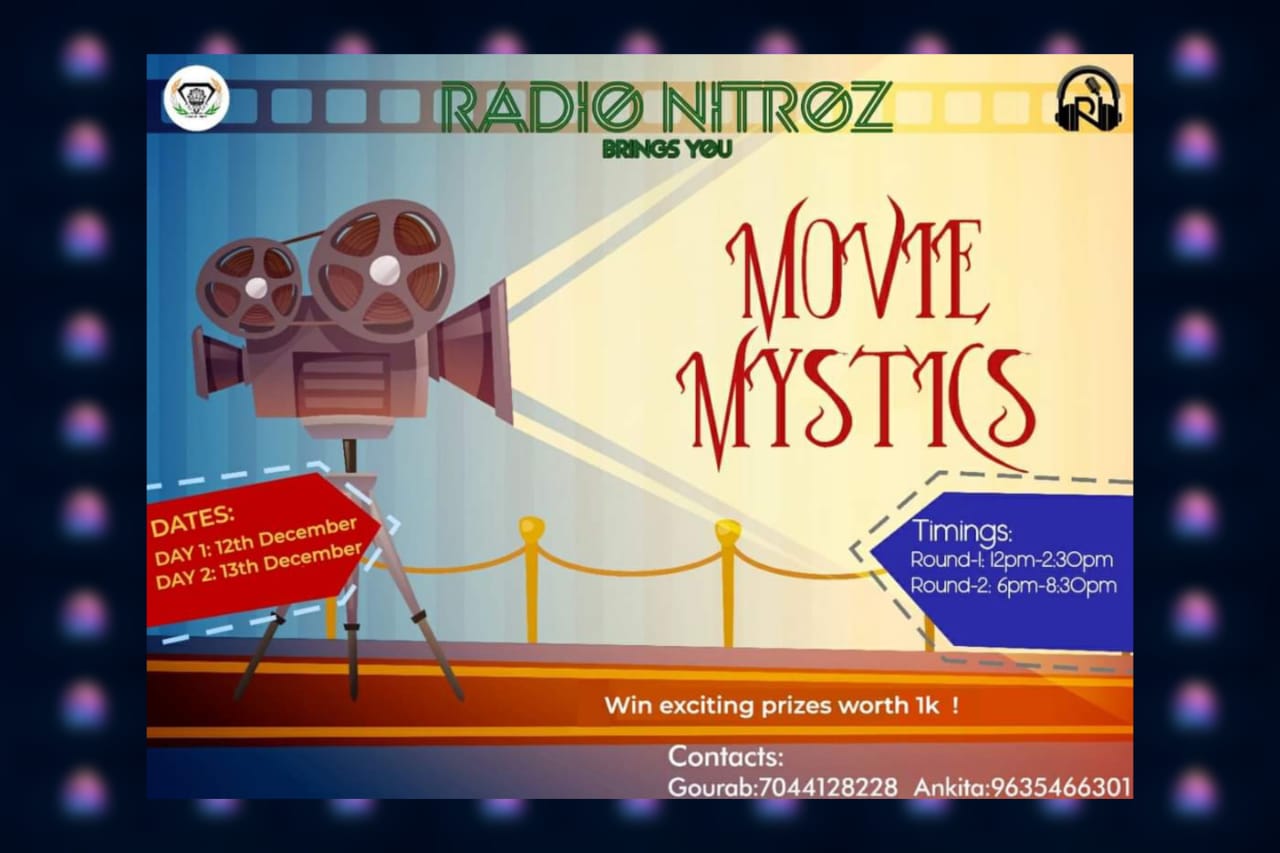 RADIO NITROZ
BRINGS YOU
MOVIE
MYSTICS
DATES:
DAY 1: 12th December
DAY 2: 13th December
Timings:
Round-1: 12pm-2:30pm
Round-2: 6pm-8:30pm
Win exciting prizes worth 1k !
Contacts:
Gourab:7044128228 Ankita:9635466301